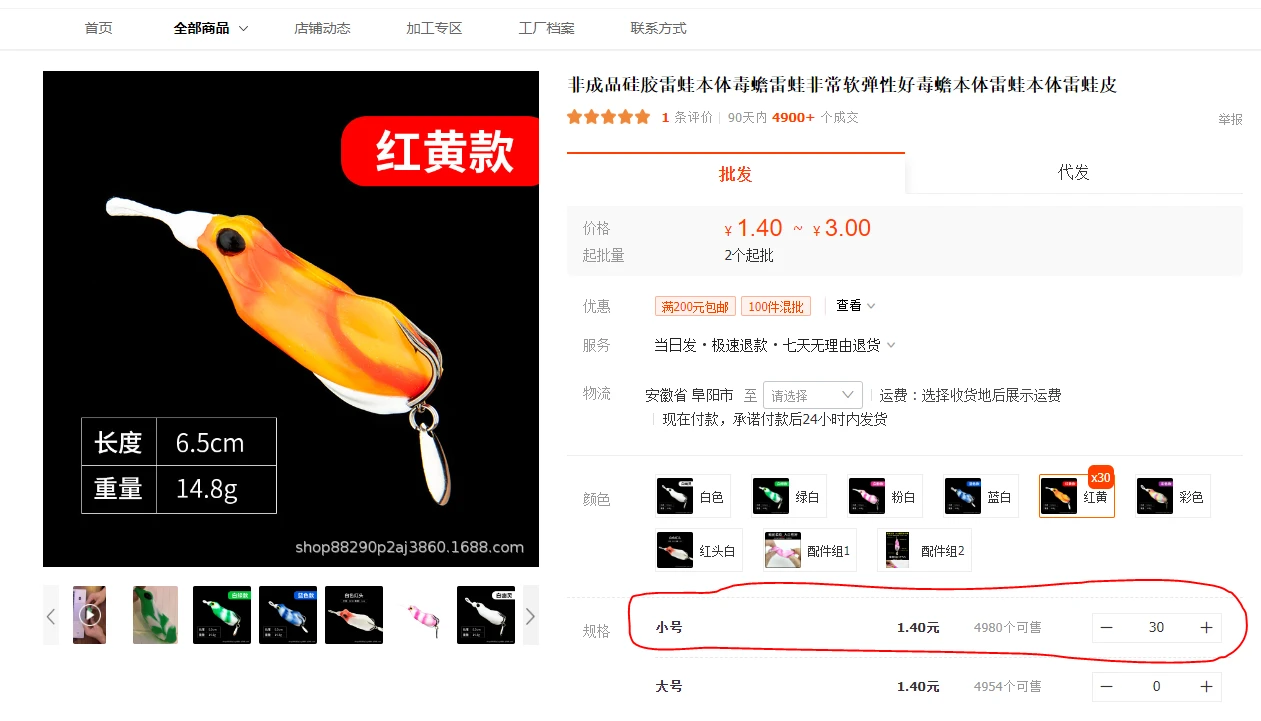 首页 全部商品 店铺动态 加工专区 工厂档案 联系方式
非成品硅胶雷蛙本体毒蟾雷蛙非常软弹性好毒蟾本体雷蛙本体雷蛙皮
1 条评价 90天内 4900+ 个成交
举报
批发 代发
价格 ¥ 1.40 ~ ¥ 3.00
起批量 2个起批
优惠 满200元包邮 100件混批 查看
服务 当日发·极速退款·七天无理由退货
物流 安徽省 阜阳市 至 请选择 运费：选择收货地后展示运费
现在付款，承诺付款后24小时内发货
颜色 白色 绿白 粉白 蓝白 红黄 x30 彩色
红头白 配件组1 配件组2
规格 小号 1.40元 4980个可售 － 30 +
大号 1.40元 4954个可售 － 0 +
红黄款
长度 6.5cm
重量 14.8g
shop88290p2aj3860.1688.com